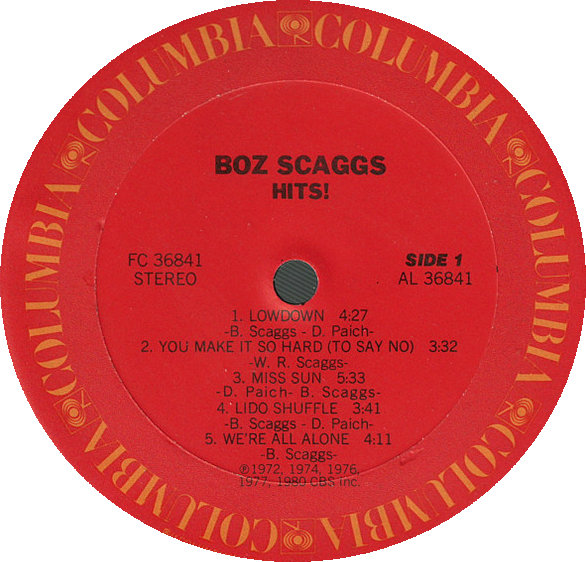 COLUMBIA COLUMBIA COLUMBIA COLUMBIA COLUMBIA COLUMBIA COLUMBIA
BOZ SCAGGS
HITS!
FC 36841
STEREO
SIDE 1
AL 36841
1. LOWDOWN 4:27
-B. Scaggs - D. Paich-
2. YOU MAKE IT SO HARD (TO SAY NO) 3:32
-W. R. Scaggs-
3. MISS SUN 5:33
-D. Paich- B. Scaggs-
4. LIDO SHUFFLE 3:41
-B. Scaggs - D. Paich-
5. WE'RE ALL ALONE 4:11
-B. Scaggs-
℗1972, 1974, 1976,
1977, 1980 CBS Inc.